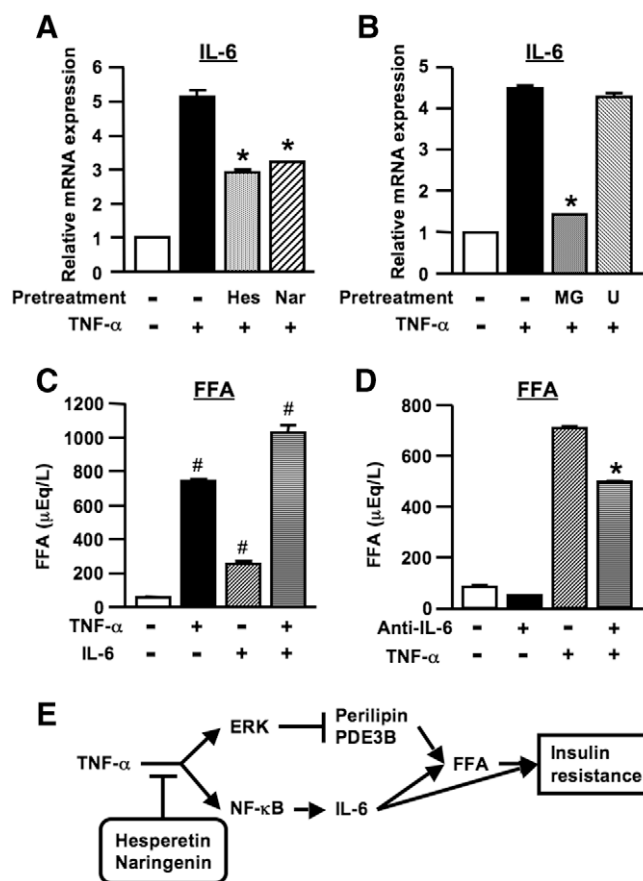 A
IL-6
Relative mRNA expression
6
5
4
3
2
1
0
*
*
Pretreatment - - Hes Nar
TNF-α - + + +
B
IL-6
Relative mRNA expression
5
4
3
2
1
0
*
Pretreatment - - MG U
TNF-α - + + +
C
FFA
FFA (μEq/L)
1200
1000
800
600
400
200
0
#
#
#
TNF-α - + - +
IL-6 - - + +
D
FFA
FFA (μEq/L)
800
600
400
200
0
*
Anti-IL-6 - + - +
TNF-α - - + +
E
ERK
Perilipin
PDE3B
TNF-α
FFA
Insulin
resistance
NF-κB
IL-6
Hesperetin
Naringenin